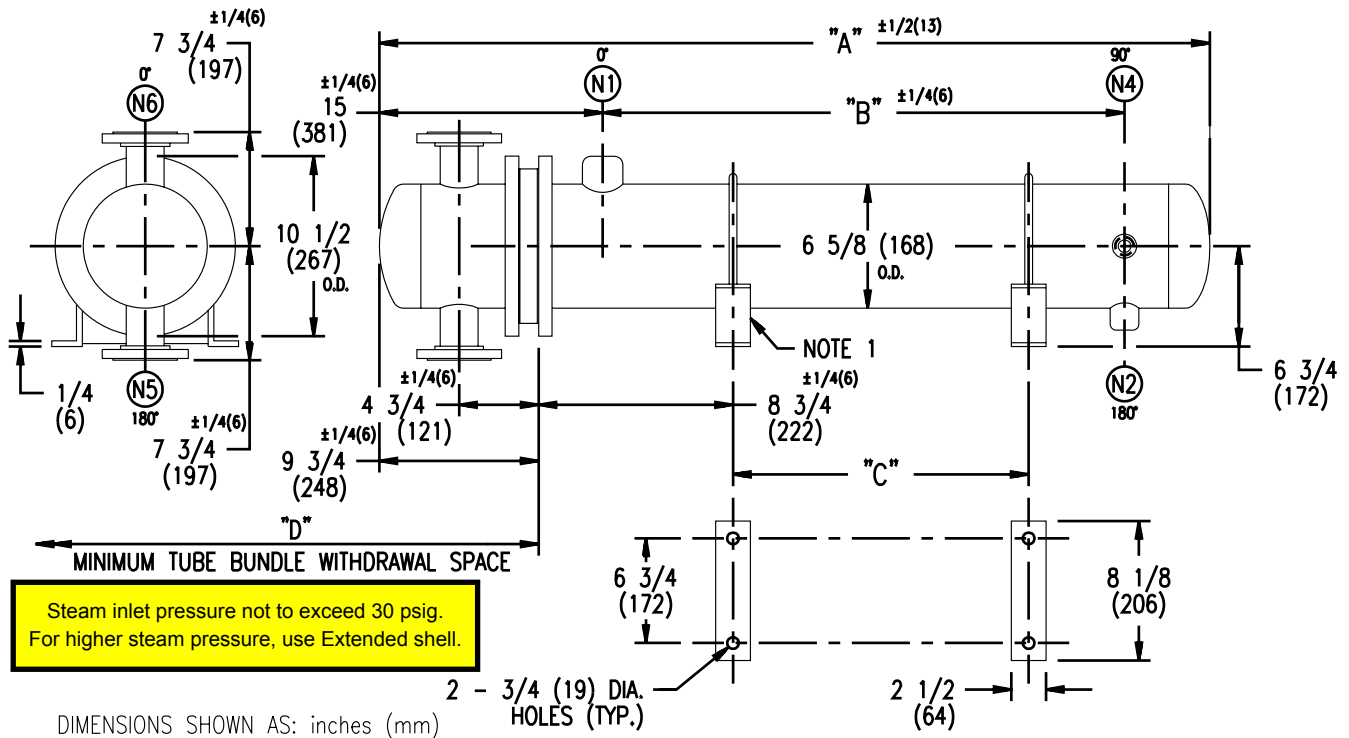 ±1/4(6)
7 3/4
(197)
0°
N6
10 1/2
(267)
O.D.
1/4
(6)
N5
180°
±1/4(6)
7 3/4
(197)
"A" ±1/2(13)
±1/4(6)
15
(381)
0°
N1
"B" ±1/4(6)
90°
N4
6 5/8 (168)
O.D.
NOTE 1
±1/4(6)
4 3/4
(121)
±1/4(6)
8 3/4
(222)
N2
180°
6 3/4
(172)
±1/4(6)
9 3/4
(248)
"C"
"D"
MINIMUM TUBE BUNDLE WITHDRAWAL SPACE
Steam inlet pressure not to exceed 30 psig.
For higher steam pressure, use Extended shell.
6 3/4
(172)
8 1/8
(206)
2 - 3/4 (19) DIA.
HOLES (TYP.)
2 1/2
(64)
DIMENSIONS SHOWN AS: inches (mm)